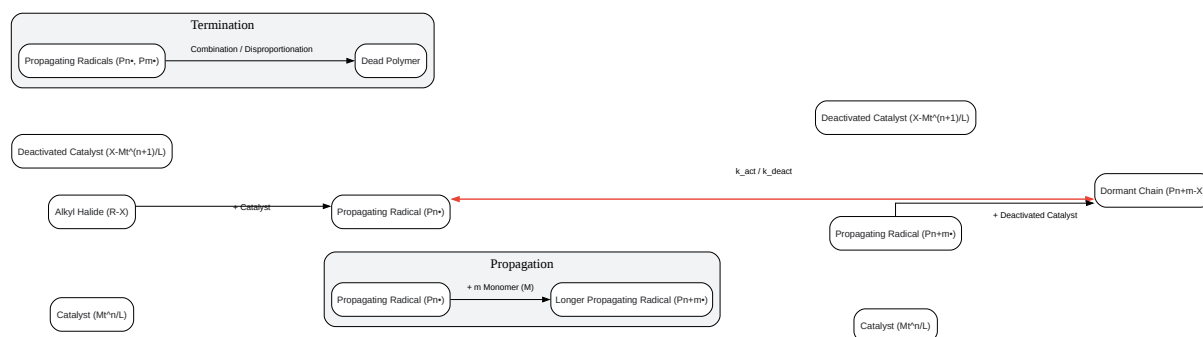 Termination
Propagating Radicals (Pn•, Pm•)
Combination / Disproportionation
Dead Polymer
Deactivated Catalyst (X-Mt^(n+1)/L)
Deactivated Catalyst (X-Mt^(n+1)/L)
k_act / k_deact
Alkyl Halide (R-X)
+ Catalyst
Propagating Radical (Pn•)
Dormant Chain (Pn+m-X
+ Deactivated Catalyst
Propagating Radical (Pn+m•)
Propagation
Propagating Radical (Pn•)
+ m Monomer (M)
Longer Propagating Radical (Pn+m•)
Catalyst (Mt^n/L)
Catalyst (Mt^n/L)